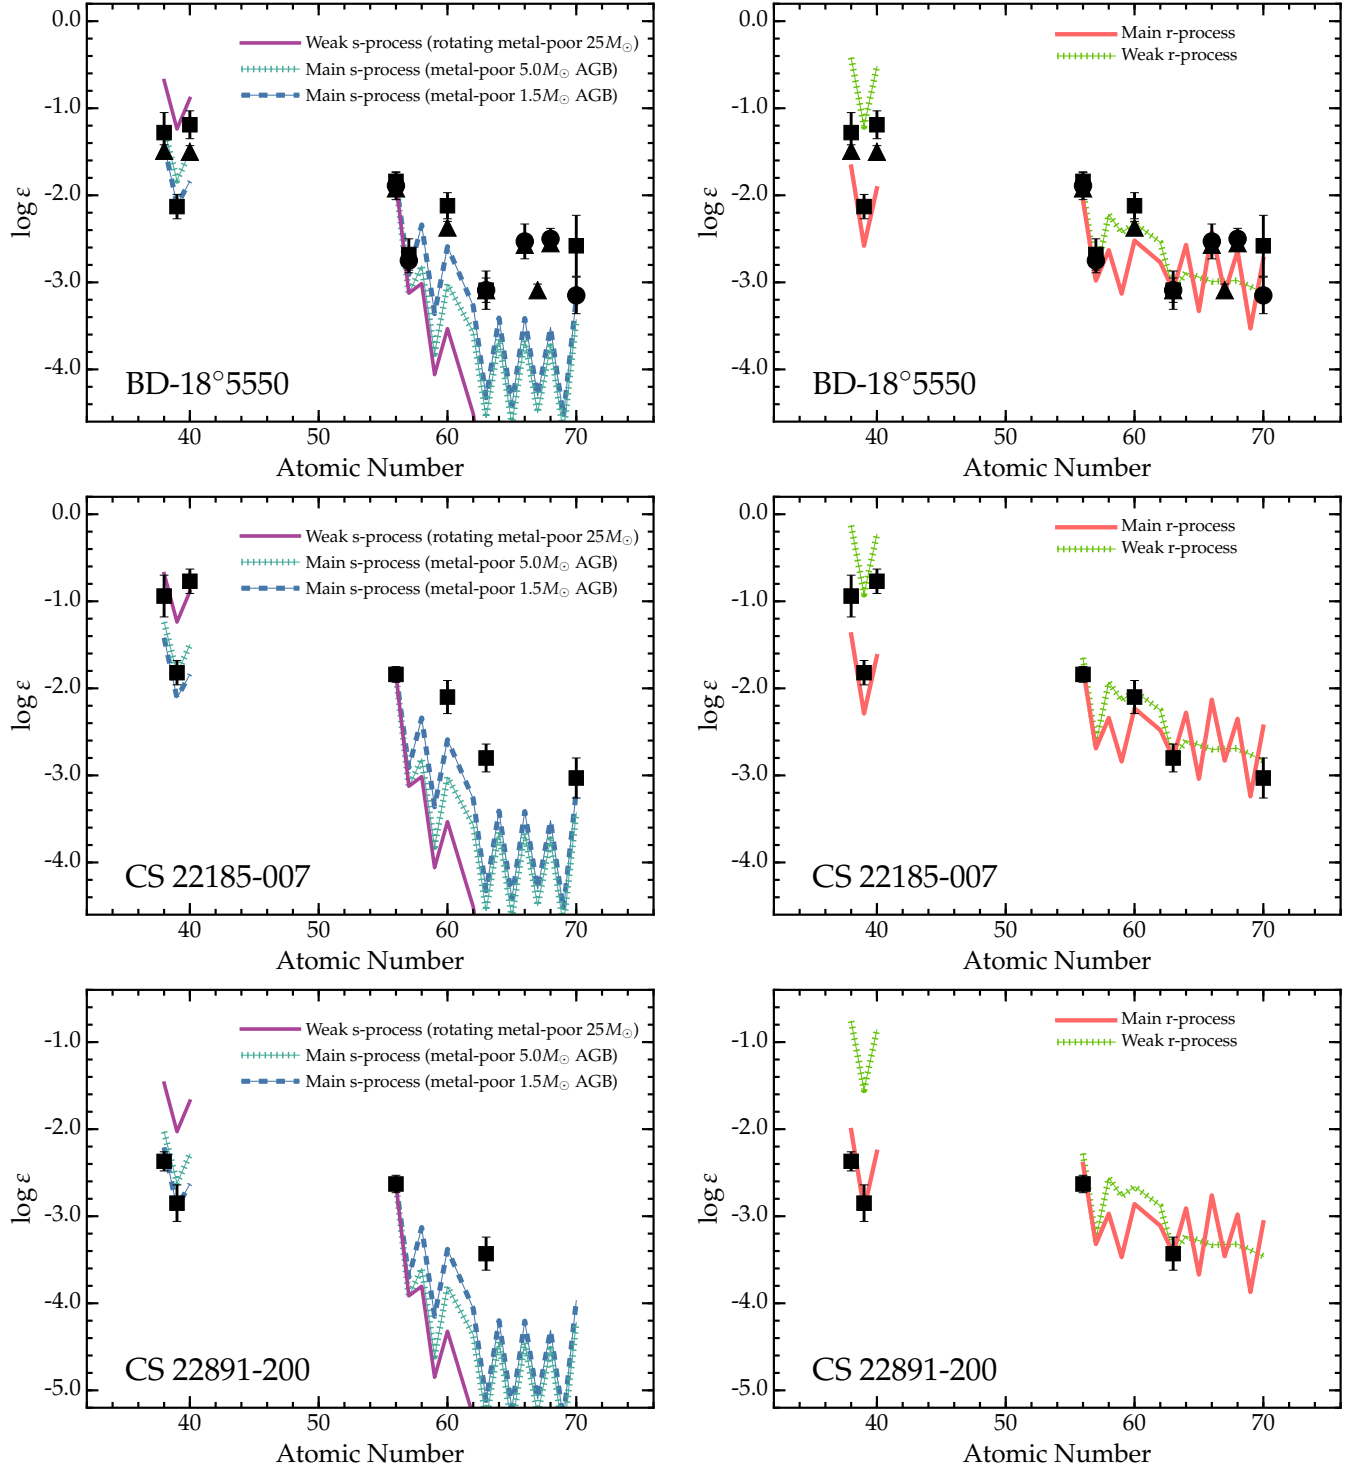 0.0
-1.0
-2.0
-3.0
-4.0
log ε
Weak s-process (rotating metal-poor 25M☉)
Main s-process (metal-poor 5.0M☉ AGB)
Main s-process (metal-poor 1.5M☉ AGB)
BD-18°5550
40 50 60 70
Atomic Number
0.0
-1.0
-2.0
-3.0
-4.0
log ε
Main r-process
Weak r-process
BD-18°5550
40 50 60 70
Atomic Number
0.0
-1.0
-2.0
-3.0
-4.0
log ε
Weak s-process (rotating metal-poor 25M☉)
Main s-process (metal-poor 5.0M☉ AGB)
Main s-process (metal-poor 1.5M☉ AGB)
CS 22185-007
40 50 60 70
Atomic Number
0.0
-1.0
-2.0
-3.0
-4.0
log ε
Main r-process
Weak r-process
CS 22185-007
40 50 60 70
Atomic Number
-1.0
-2.0
-3.0
-4.0
-5.0
log ε
Weak s-process (rotating metal-poor 25M☉)
Main s-process (metal-poor 5.0M☉ AGB)
Main s-process (metal-poor 1.5M☉ AGB)
CS 22891-200
40 50 60 70
Atomic Number
-1.0
-2.0
-3.0
-4.0
-5.0
log ε
Main r-process
Weak r-process
CS 22891-200
40 50 60 70
Atomic Number